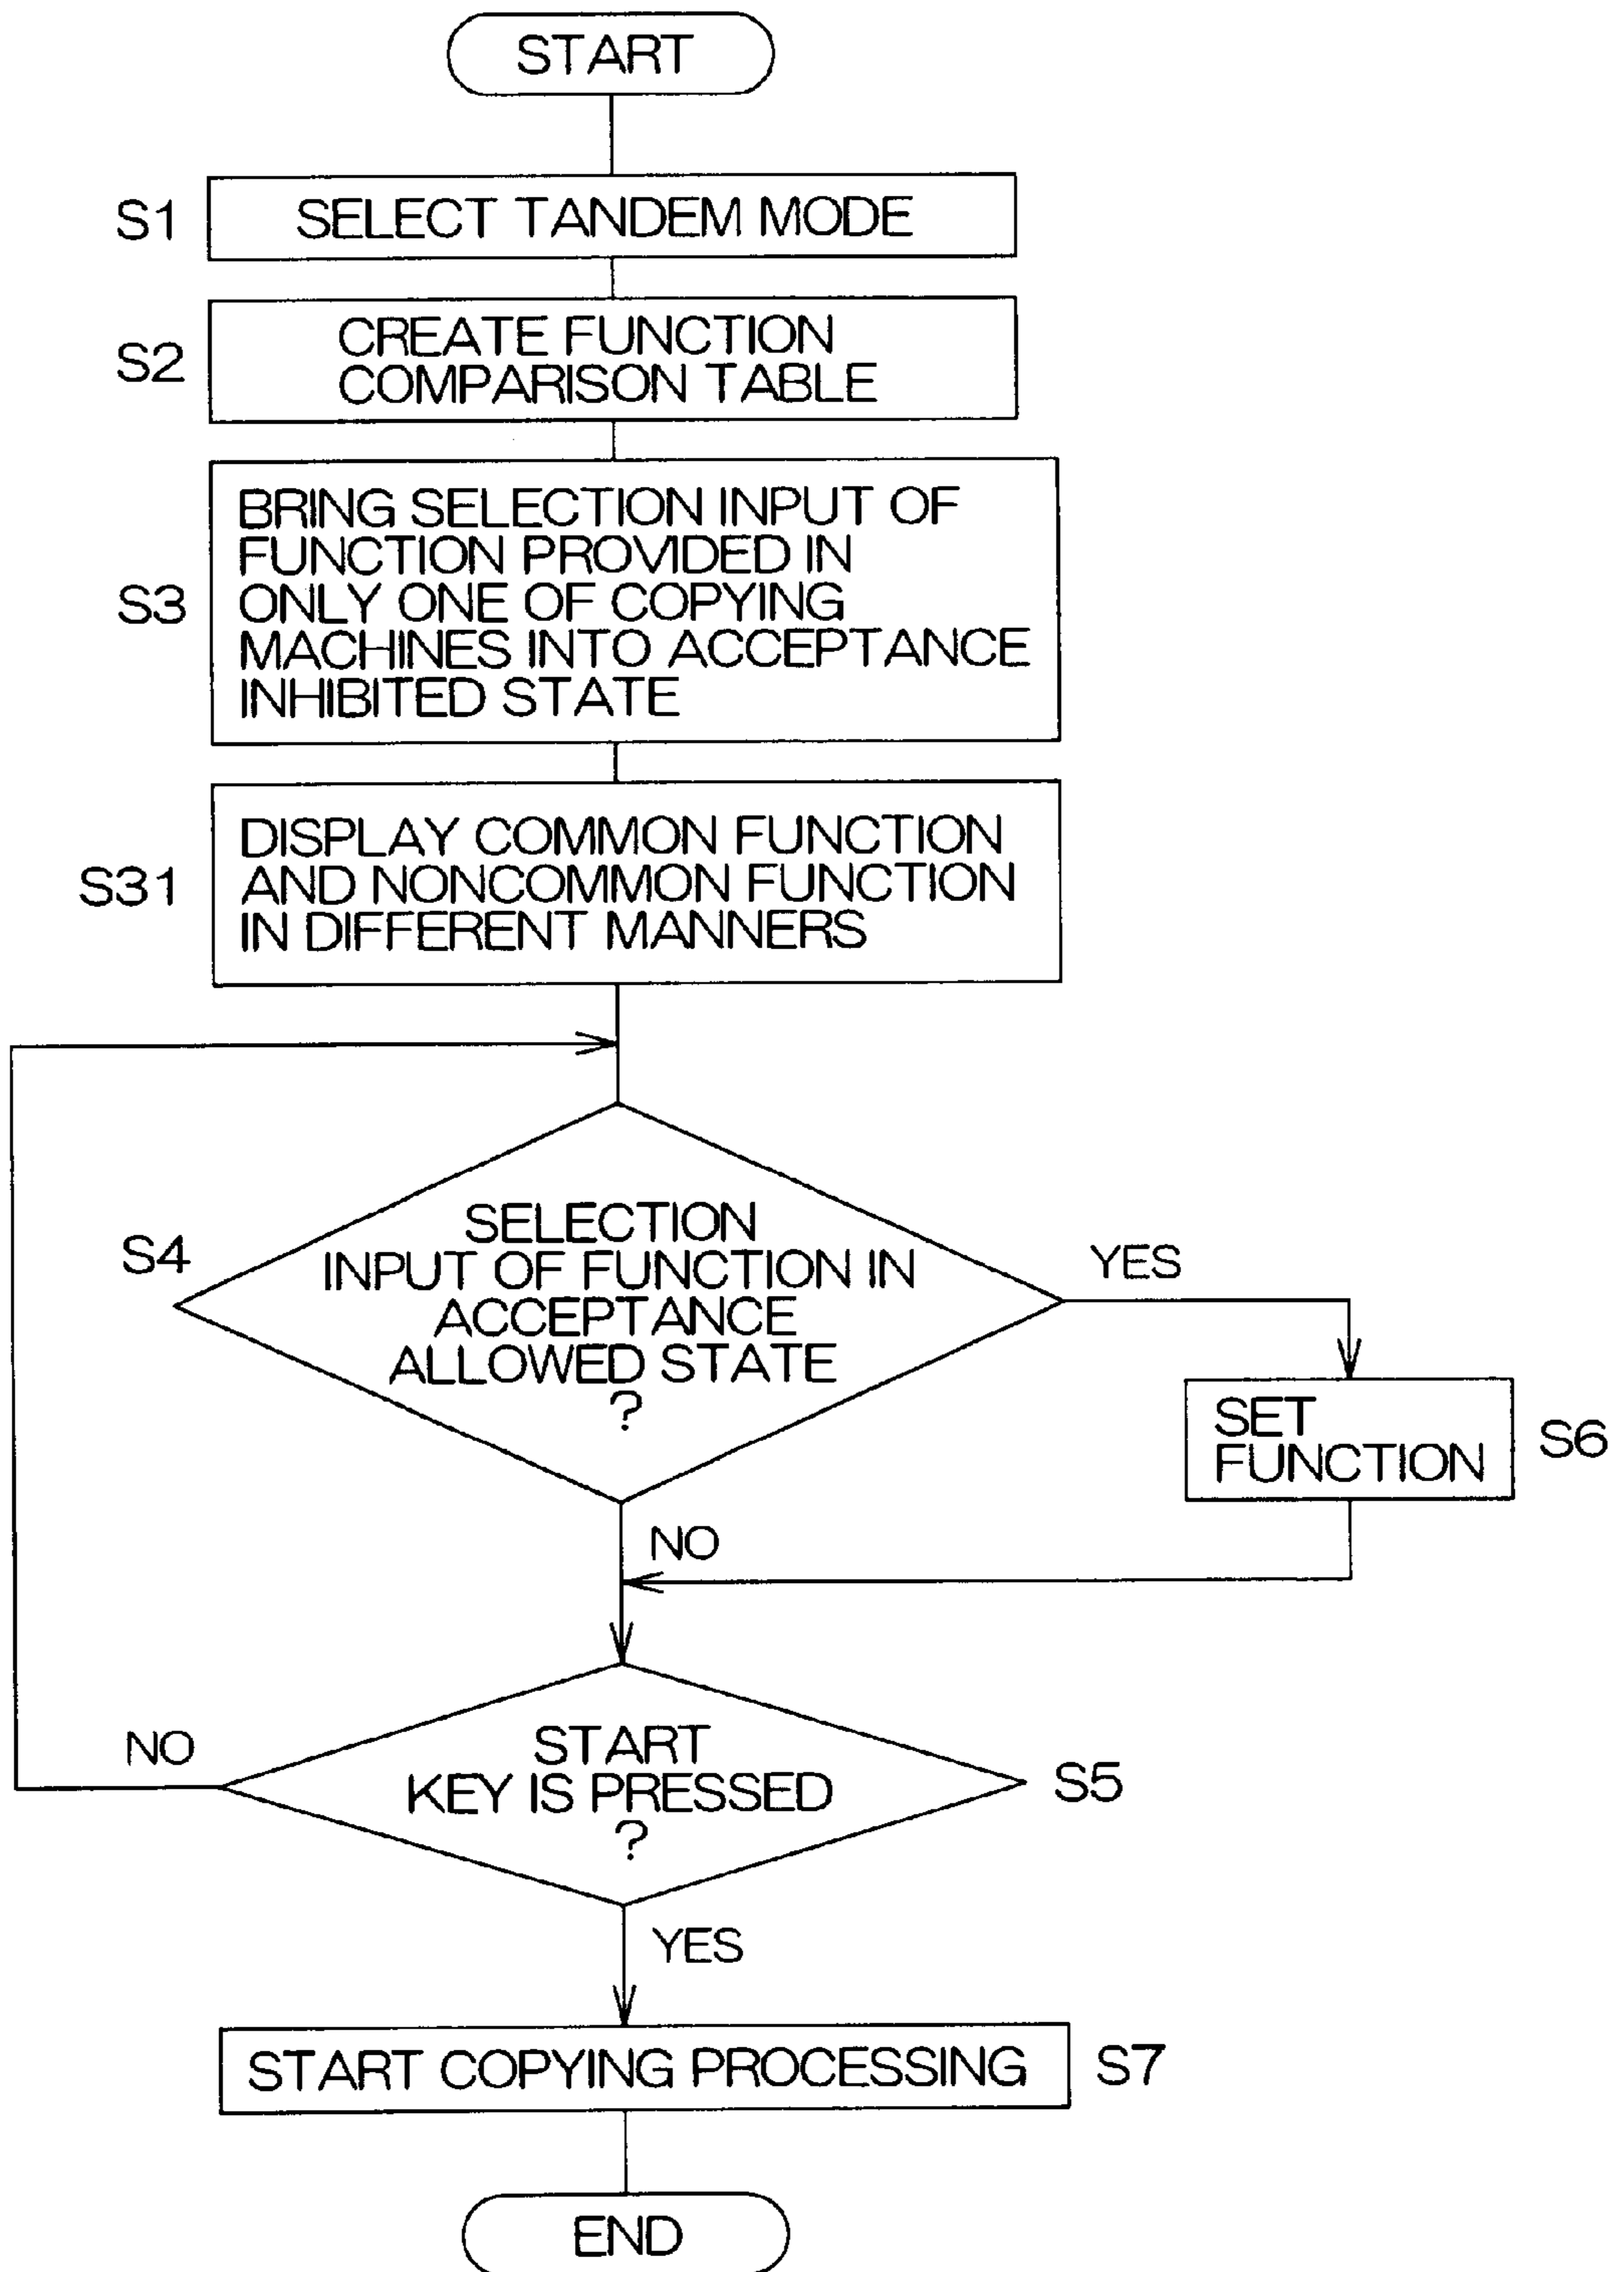 START
S1
SELECT TANDEM MODE
S2
CREATE FUNCTION
COMPARISON TABLE
S3
BRING SELECTION INPUT OF
FUNCTION PROVIDED IN
ONLY ONE OF COPYING
MACHINES INTO ACCEPTANCE
INHIBITED STATE
S31
DISPLAY COMMON FUNCTION
AND NONCOMMON FUNCTION
IN DIFFERENT MANNERS
S4
SELECTION
INPUT OF FUNCTION IN
ACCEPTANCE
ALLOWED STATE
?
YES
SET
FUNCTION
S6
NO
START
KEY IS PRESSED
?
S5
NO
YES
START COPYING PROCESSING
S7
END